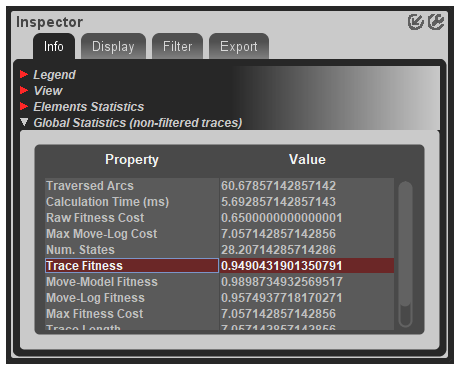 Inspector
Info Display Filter Export
Legend
View
Elements Statistics
Global Statistics (non-filtered traces)
Property Value
Traversed Arcs 60.67857142857142
Calculation Time (ms) 5.692857142857143
Raw Fitness Cost 0.6500000000000001
Max Move-Log Cost 7.057142857142856
Num. States 28.20714285714286
Trace Fitness 0.9490431901350791
Move-Model Fitness 0.9898734932569517
Move-Log Fitness 0.9574937718170271
Max Fitness Cost 7.057142857142856
Trace Length 7.057142857142856